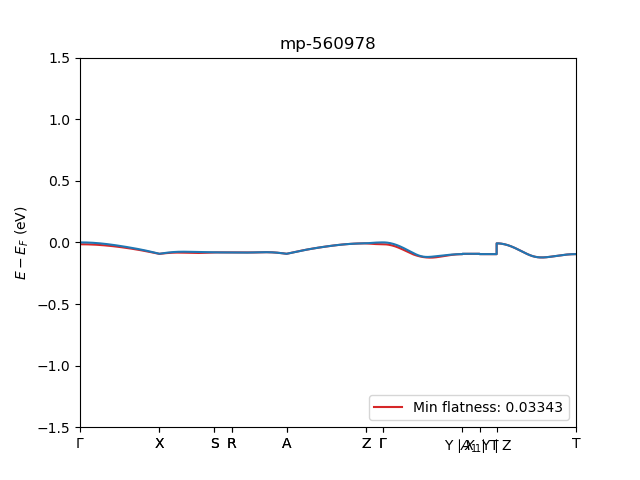 mp-560978
1.5
1.0
0.5
0.0
−0.5
−1.0
−1.5
E − E_F (eV)
Min flatness: 0.03343
Γ X S R A Z Γ Y | T | Z T